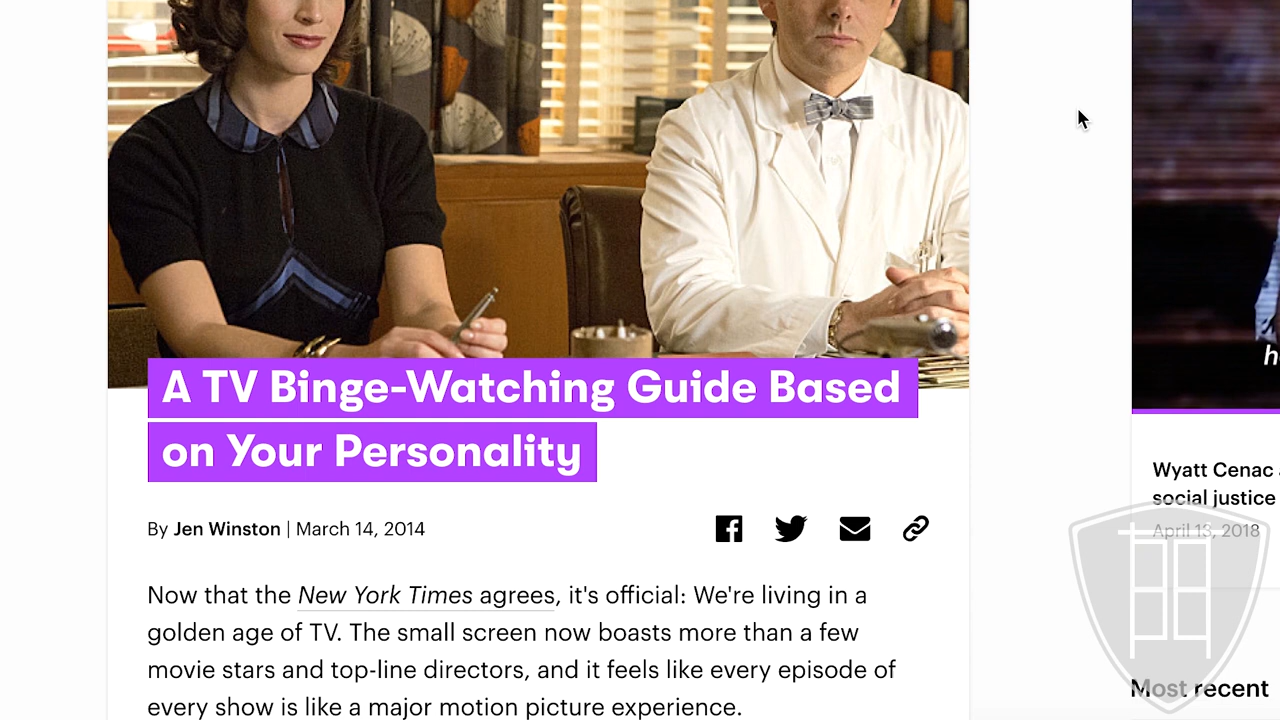 A TV Binge-Watching Guide Based
on Your Personality
By Jen Winston | March 14, 2014
Now that the New York Times agrees, it's official: We're living in a
golden age of TV. The small screen now boasts more than a few
movie stars and top-line directors, and it feels like every episode of
every show is like a major motion picture experience.
h
Wyatt Cenac
social justice
April 13, 2018
Most recent